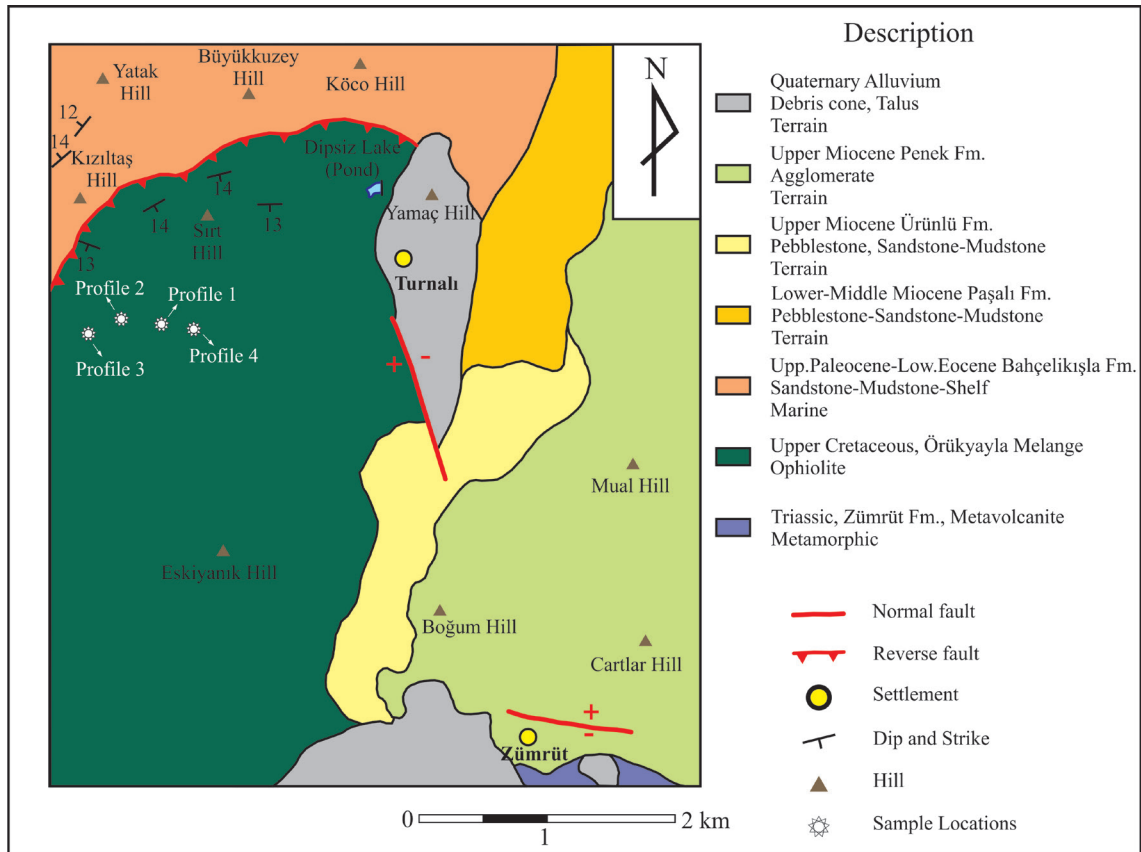 Yatak
Hill
Büyükkuzey
Hill
Köco Hill
N
12
14
Kızıltaş
Hill
Dipsiz Lake
(Pond)
14
14
13
13
Sırt
Hill
Yamaç Hill
Turnalı
Profile 2
Profile 1
Profile 3
Profile 4
+
-
Mual Hill
Eskiyanık Hill
Boğum Hill
Cartlar Hill
+
-
Zümrüt
0
1
2 km
Description
Quaternary Alluvium
Debris cone, Talus
Terrain
Upper Miocene Penek Fm.
Agglomerate
Terrain
Upper Miocene Ürünlü Fm.
Pebblestone, Sandstone-Mudstone
Terrain
Lower-Middle Miocene Paşalı Fm.
Pebblestone-Sandstone-Mudstone
Terrain
Upp.Paleocene-Low.Eocene Bahçelikışla Fm.
Sandstone-Mudstone-Shelf
Marine
Upper Cretaceous, Örükyayla Melange
Ophiolite
Triassic, Zümrüt Fm., Metavolcanite
Metamorphic
Normal fault
Reverse fault
Settlement
Dip and Strike
Hill
Sample Locations